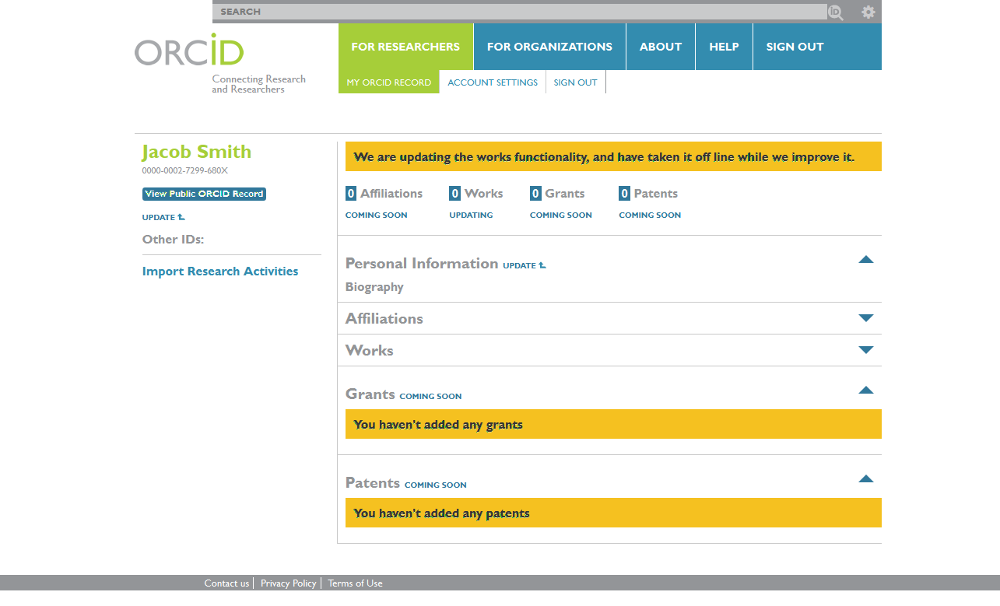 SEARCH
iD
ORCiD
Connecting Research
and Researchers
FOR RESEARCHERS
FOR ORGANIZATIONS
ABOUT
HELP
SIGN OUT
MY ORCID RECORD
ACCOUNT SETTINGS
SIGN OUT
Jacob Smith
0000-0002-7299-680X
View Public ORCID Record
UPDATE
Other IDs:
Import Research Activities
We are updating the works functionality, and have taken it off line while we improve it.
0 Affiliations
COMING SOON
0 Works
UPDATING
0 Grants
COMING SOON
0 Patents
COMING SOON
Personal Information UPDATE
Biography
Affiliations
Works
Grants COMING SOON
You haven't added any grants
Patents COMING SOON
You haven't added any patents
Contact us
Privacy Policy
Terms of Use